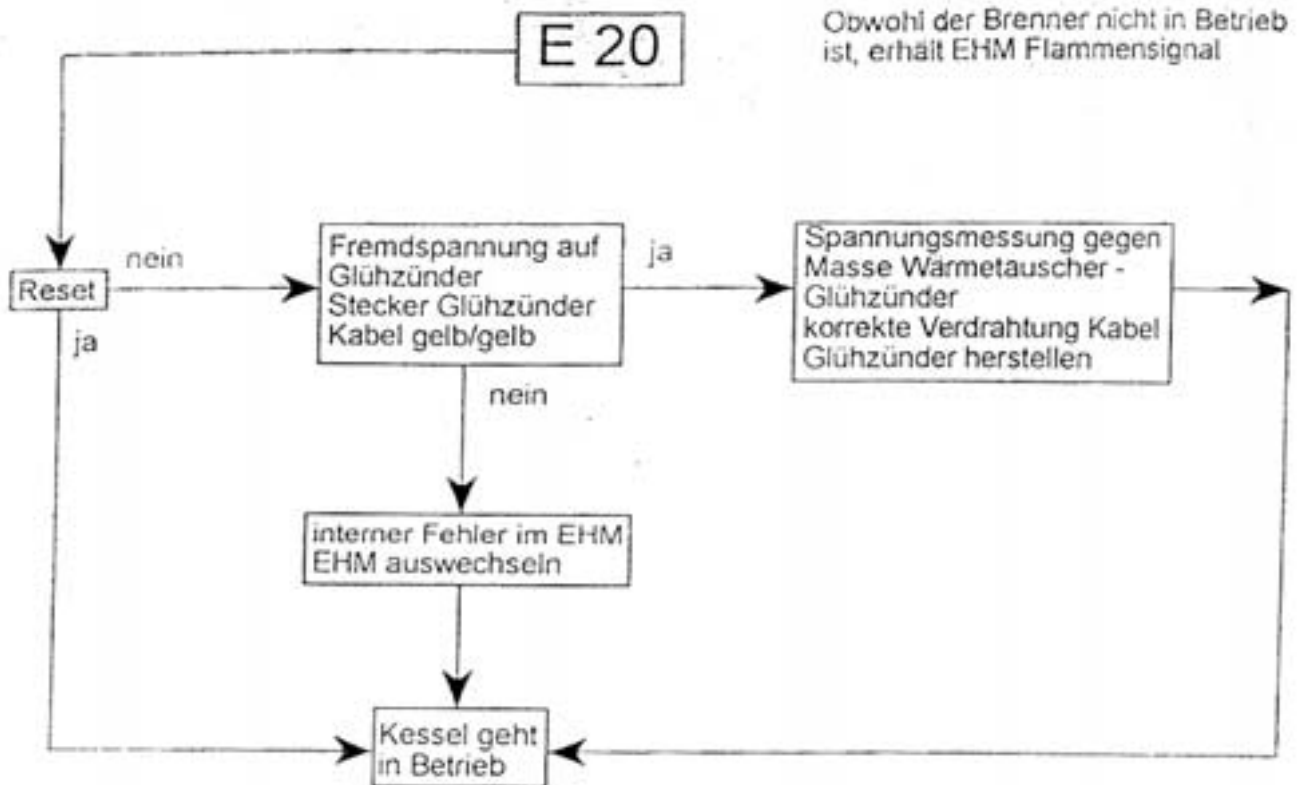 E 20
Obwohl der Brenner nicht in Betrieb
ist, erhält EHM Flammensignal
Reset
nein
ja
Fremdspannung auf
Glühzünder
Stecker Glühzünder
Kabel gelb/gelb
ja
nein
Spannungsmessung gegen
Masse Wärmetauscher -
Glühzünder
korrekte Verdrahtung Kabel
Glühzünder herstellen
interner Fehler im EHM
EHM auswechseln
Kessel geht
in Betrieb